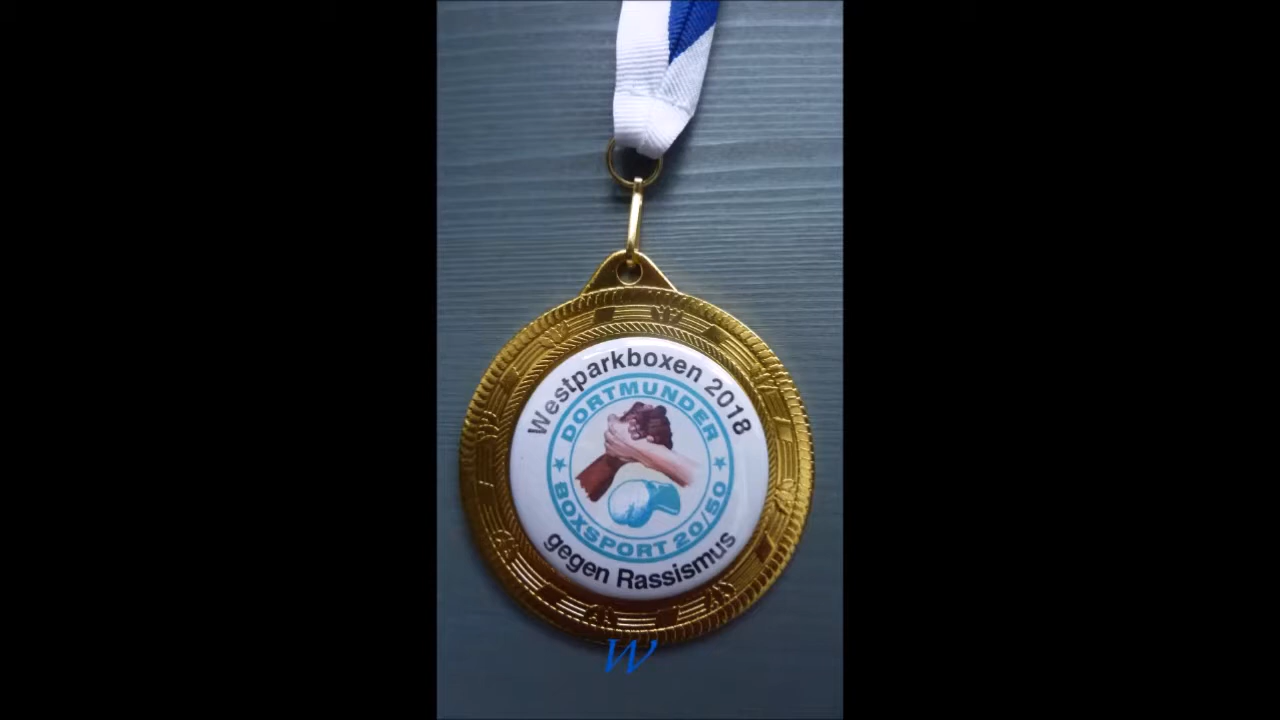 Westparkboxen 2018
DORTMUNDER
BOXSPORT 20/50
gegen Rassismus
W